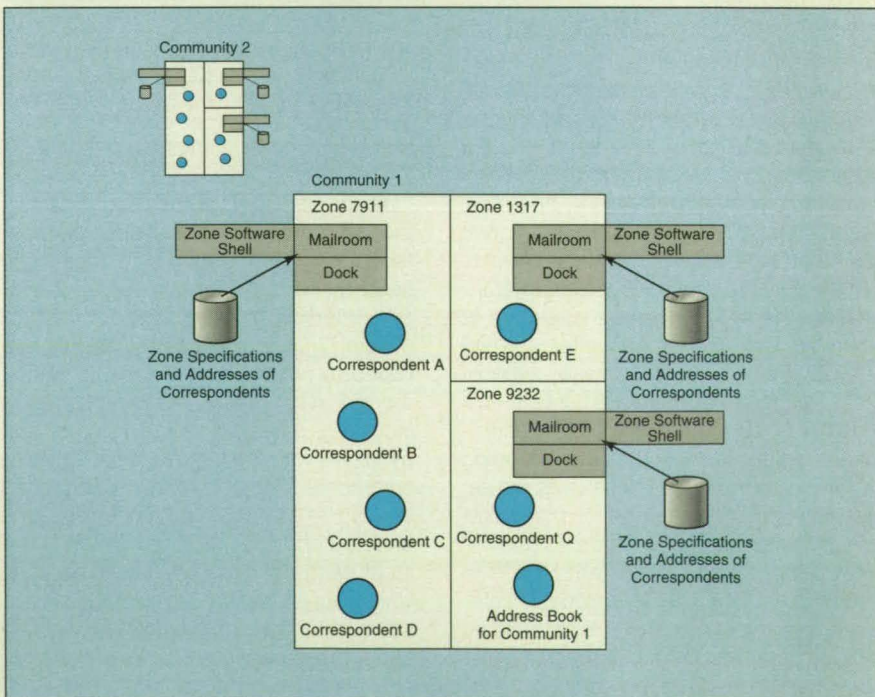 Community 2
Community 1
Zone 7911
Zone Software
Shell
Mailroom
Dock
Zone Specifications
and Addresses of
Correspondents
Correspondent A
Correspondent B
Correspondent C
Correspondent D
Zone 1317
Mailroom
Zone Software
Shell
Dock
Correspondent E
Zone Specifications
and Addresses of
Correspondents
Zone 9232
Mailroom
Zone Software
Shell
Dock
Correspondent Q
Zone Specifications
and Addresses of
Correspondents
Address Book
for Community 1